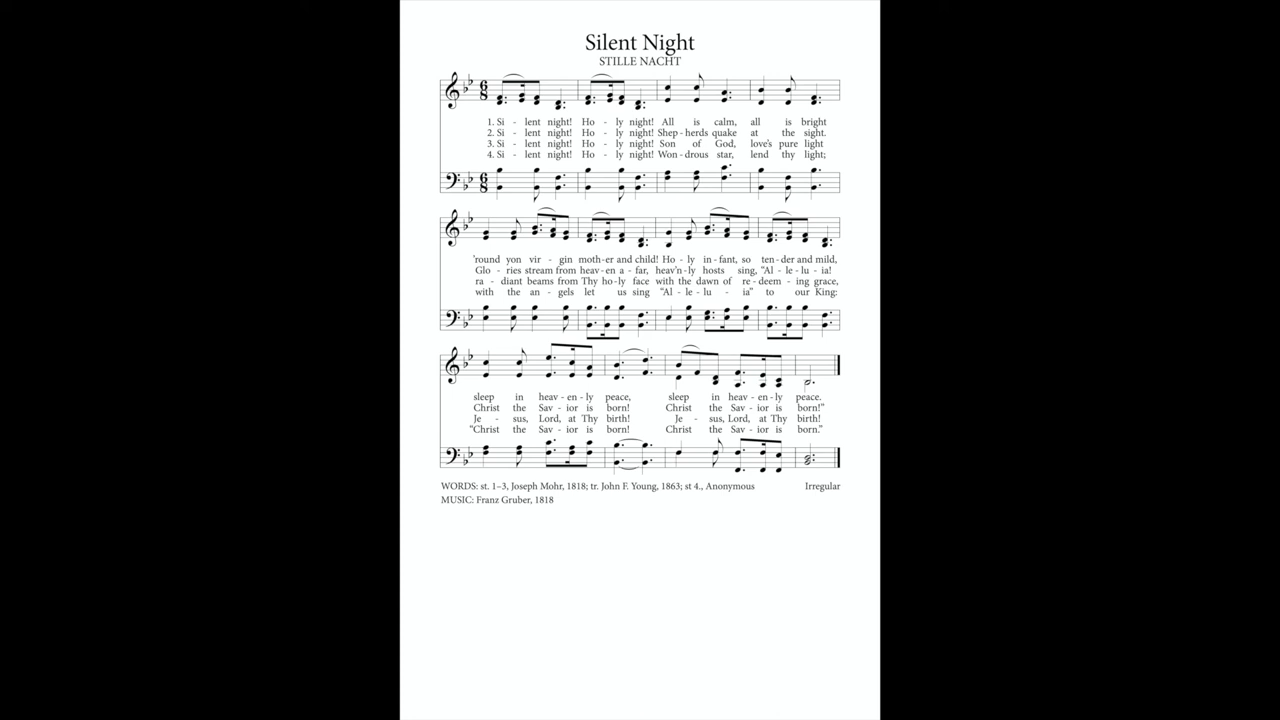 Silent Night
STILLE NACHT
1. Si - lent night! Ho - ly night! All is calm, all is bright
2. Si - lent night! Ho - ly night! Shep - herds quake at the sight.
3. Si - lent night! Ho - ly night! Son of God, love's pure light
4. Si - lent night! Ho - ly night! Won - drous star, lend thy light;
'round yon vir - gin moth - er and child! Ho - ly in - fant, so ten - der and mild,
Glo - ries stream from heav - en a - far, heav'n - ly hosts sing, "Al - le - lu - ia!
ra - diant beams from Thy ho - ly face with the dawn of re - deem - ing grace,
with the an - gels let us sing "Al - le - lu - ia" to our King:
sleep in heav - en - ly peace, sleep in heav - en - ly peace.
Christ the Sav - ior is born! Christ the Sav - ior is born!"
Je - sus, Lord, at Thy birth! Je - sus, Lord, at Thy birth!
"Christ the Sav - ior is born! Christ the Sav - ior is born."
WORDS: st. 1–3, Joseph Mohr, 1818; tr. John F. Young, 1863; st 4., Anonymous Irregular
MUSIC: Franz Gruber, 1818